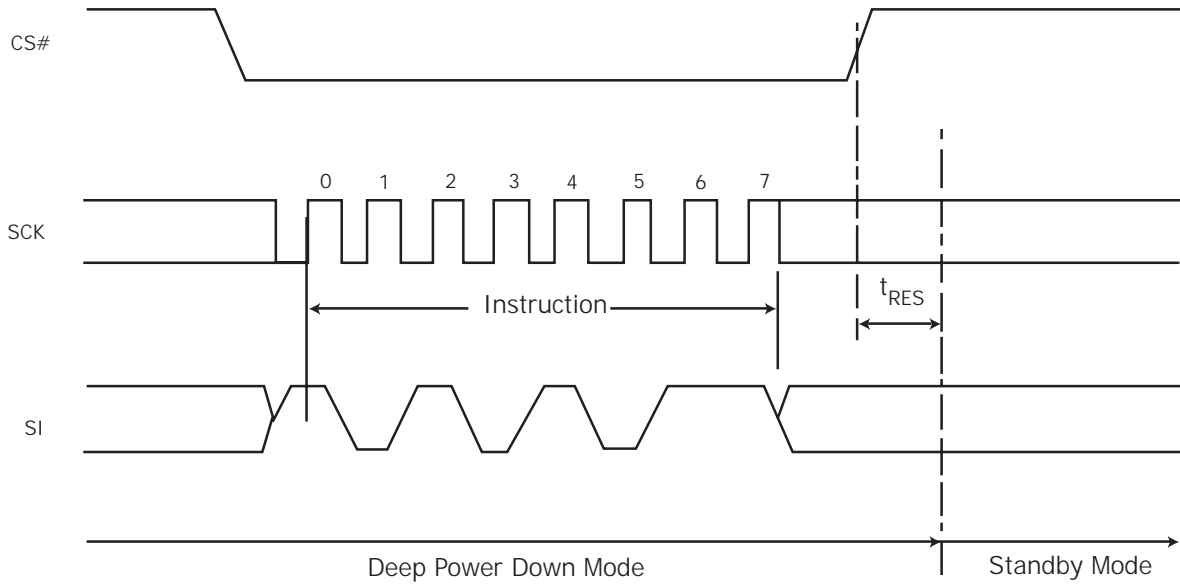 CS#
0 1 2 3 4 5 6 7
SCK
tRES
Instruction
SI
Deep Power Down Mode
Standby Mode